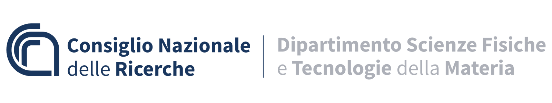 Consiglio Nazionale
delle Ricerche
Dipartimento Scienze Fisiche
e Tecnologie della Materia